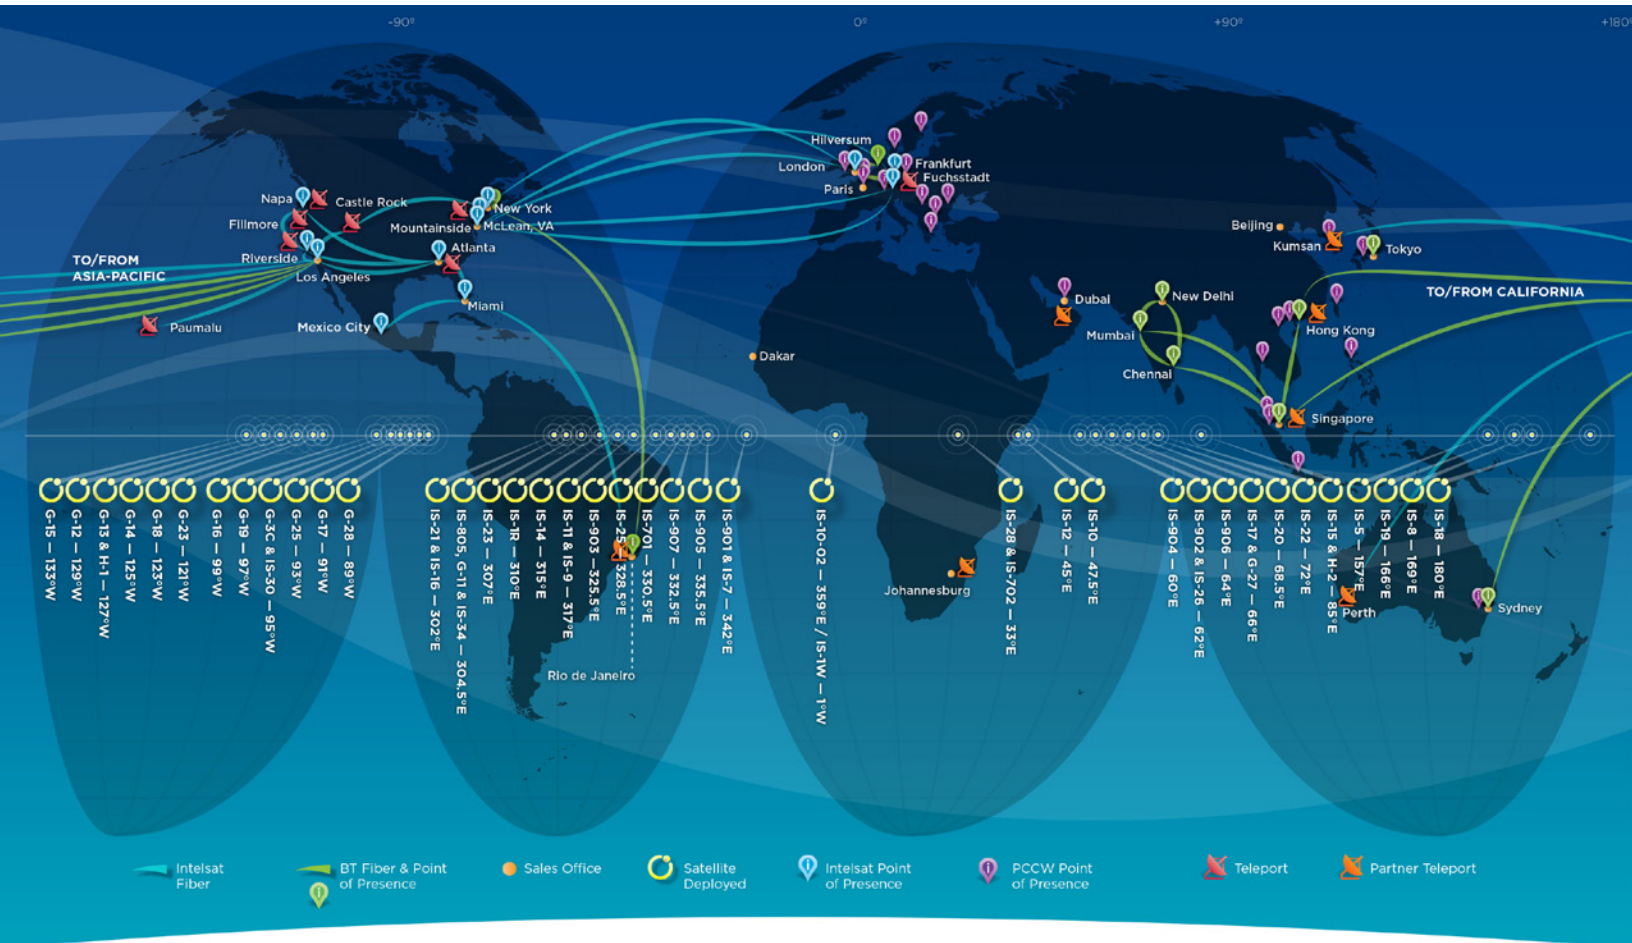 -90º
0º
+90º
+180º
Hilversum
London
Frankfurt
Fuchsstadt
Paris
Napa
Castle Rock
New York
Fillmore
Mountainside
McLean, VA
Beijing
Kumsan
Tokyo
Atlanta
Riverside
TO/FROM
ASIA-PACIFIC
Los Angeles
TO/FROM CALIFORNIA
Dubai
New Delhi
Miami
Paumalu
Mexico City
Mumbai
Hong Kong
Dakar
Chennai
Singapore
G-15 — 133°W
G-12 — 129°W
G-13 & H-1 — 127°W
G-14 — 125°W
G-18 — 123°W
G-23 — 121°W
G-16 — 99°W
G-19 — 97°W
G-3C & IS-30 — 95°W
G-25 — 93°W
G-17 — 91°W
G-28 — 89°W
IS-21 & IS-16 — 302°E
IS-805, G-11 & IS-34 — 304.5°E
IS-23 — 307°E
IS-1R — 310°E
IS-14 — 315°E
IS-11 & IS-9 — 317°E
IS-903 — 325.5°E
IS-25 — 328.5°E
IS-701 — 330.5°E
IS-907 — 332.5°E
IS-905 — 335.5°E
IS-901 & IS-7 — 342°E
IS-10-02 — 359°E / IS-1W — 1°W
IS-28 & IS-702 — 33°E
IS-12 — 45°E
IS-10 — 47.5°E
IS-904 — 60°E
IS-902 & IS-26 — 62°E
IS-906 — 64°E
IS-17 & G-27 — 66°E
IS-20 — 68.5°E
IS-22 — 72°E
IS-15 & H-2 — 85°E
IS-5 — 157°E
IS-19 — 166°E
IS-8 — 169°E
IS-18 — 180°E
Johannesburg
Perth
Sydney
Rio de Janeiro
Intelsat
Fiber
BT Fiber & Point
of Presence
Sales Office
Satellite
Deployed
Intelsat Point
of Presence
PCCW Point
of Presence
Teleport
Partner Teleport